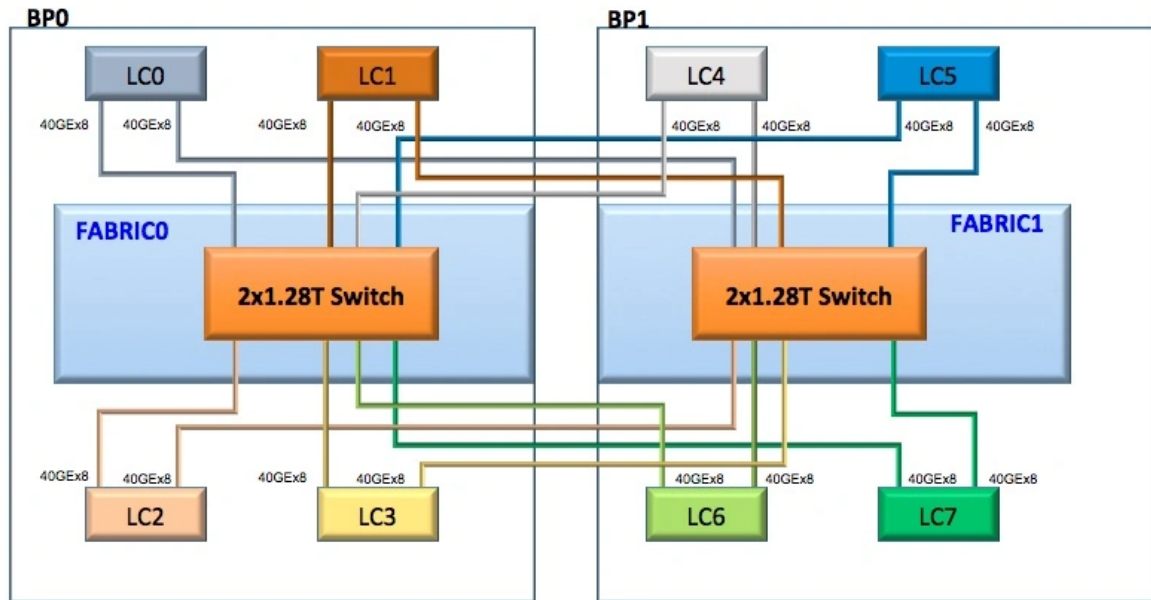 BP0
BP1
LC0
LC1
LC4
LC5
40GEx8
40GEx8
40GEx8
40GEx8
40GEx8
40GEx8
40GEx8
40GEx8
FABRIC0
FABRIC1
2x1.28T Switch
2x1.28T Switch
40GEx8
40GEx8
40GEx8
40GEx8
40GEx8
40GEx8
40GEx8
40GEx8
LC2
LC3
LC6
LC7